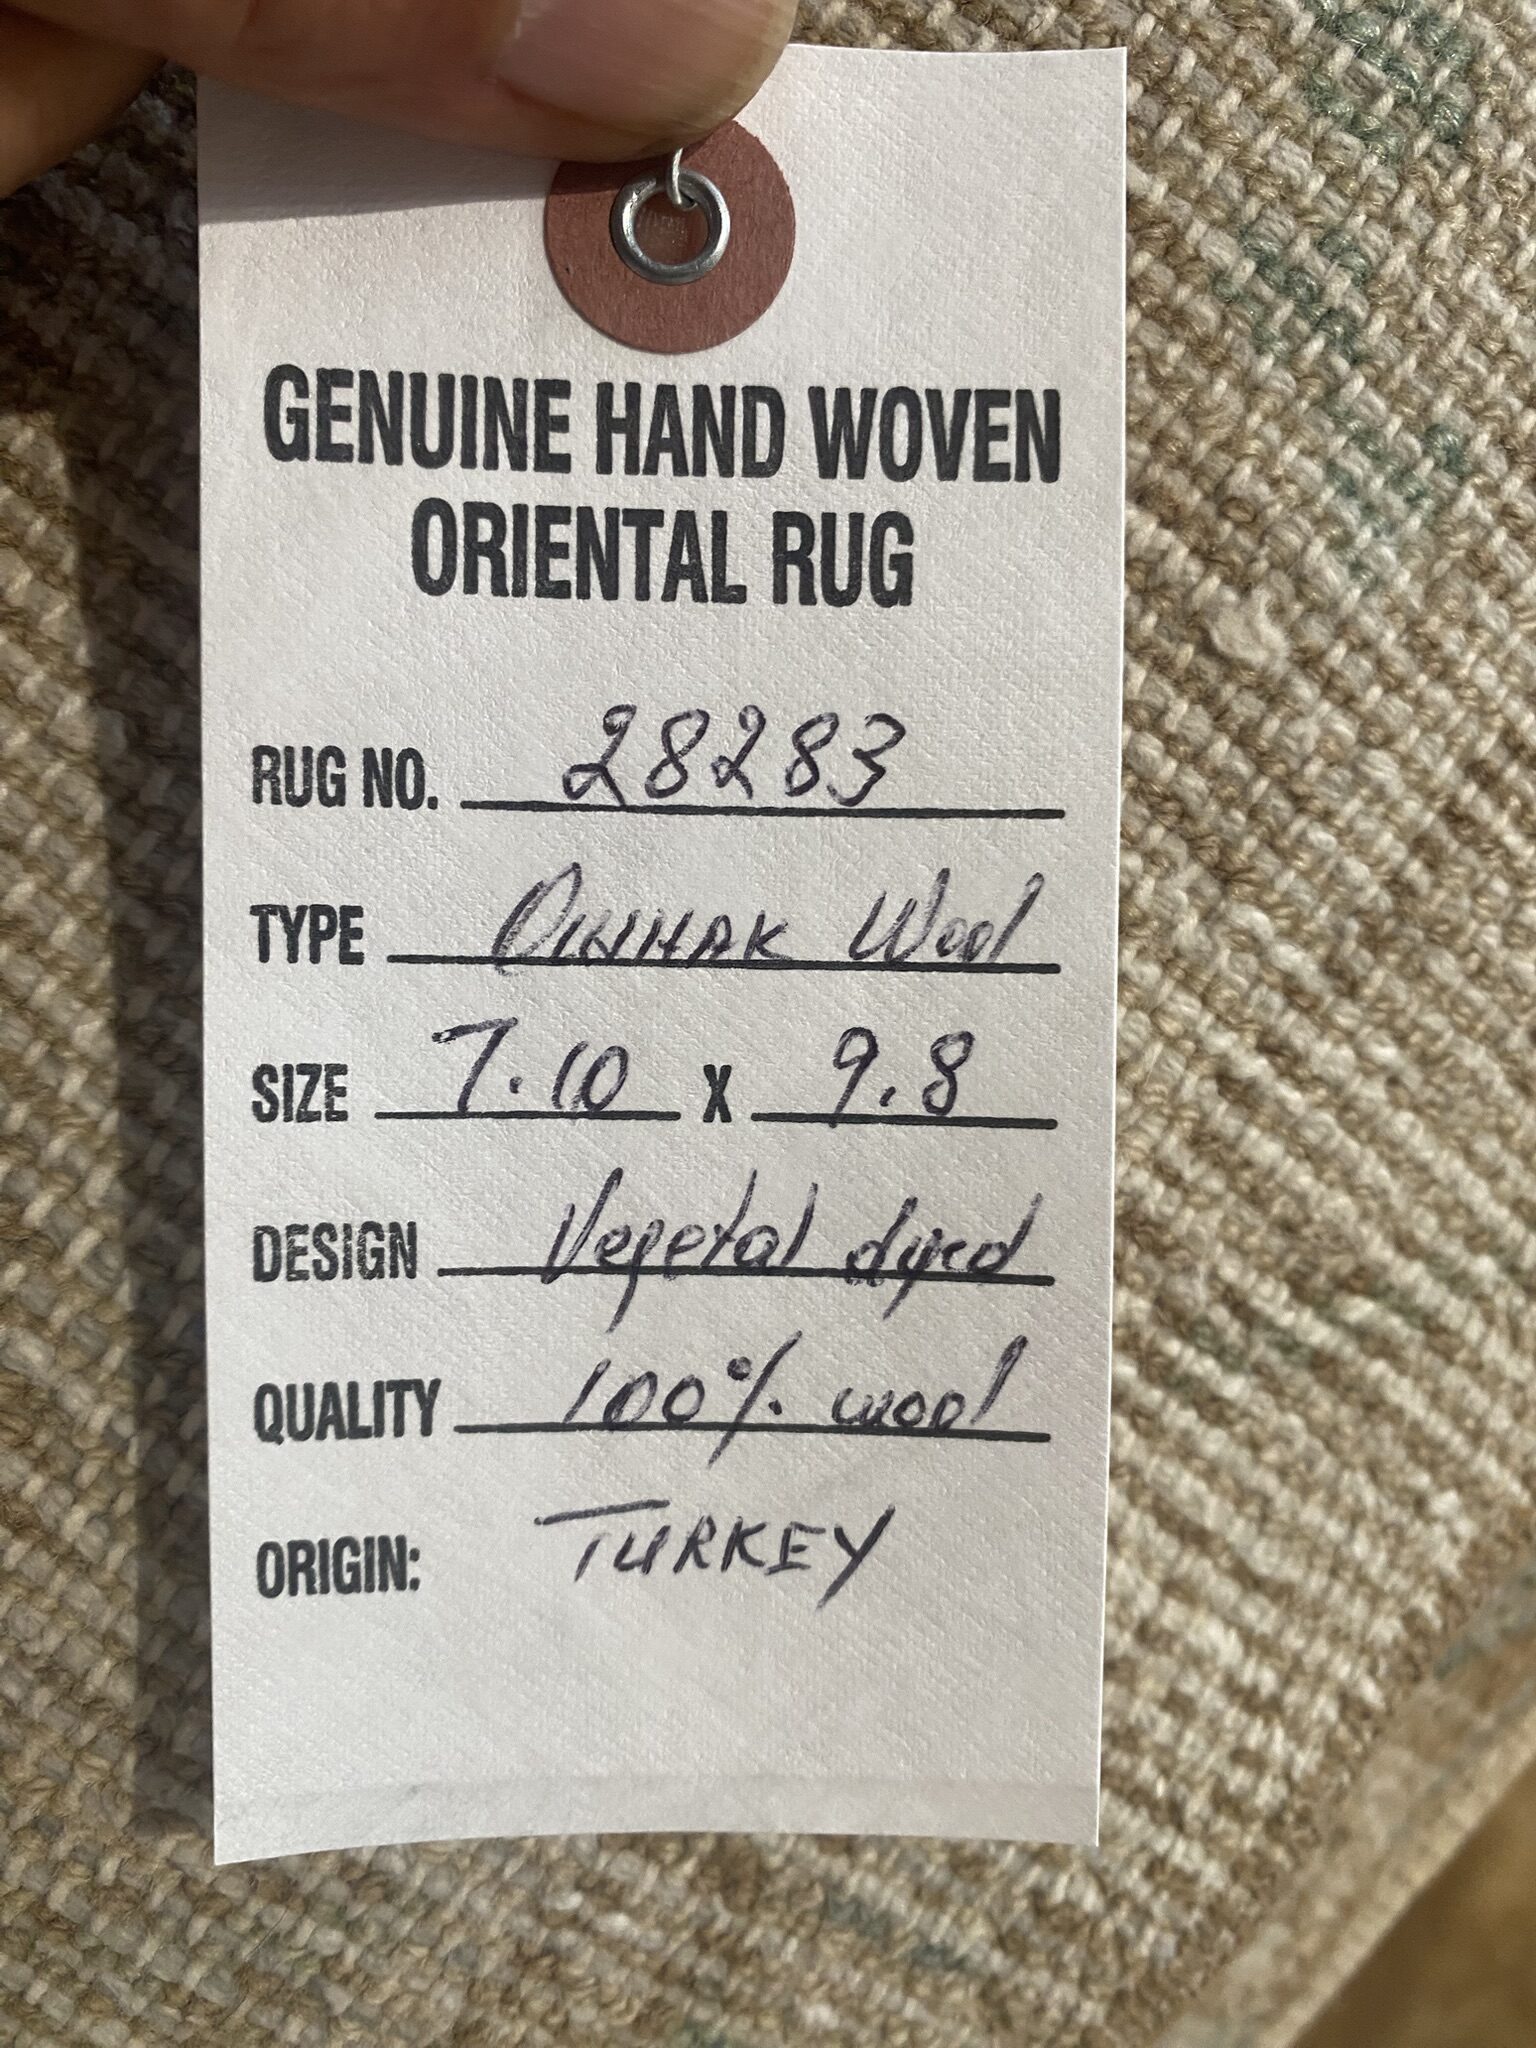 GENUINE HAND WOVEN
ORIENTAL RUG
RUG NO. 28283
TYPE Wool
SIZE 7.10 X 9.8
DESIGN Vegetal dyed
QUALITY 100% wool
ORIGIN: TURKEY